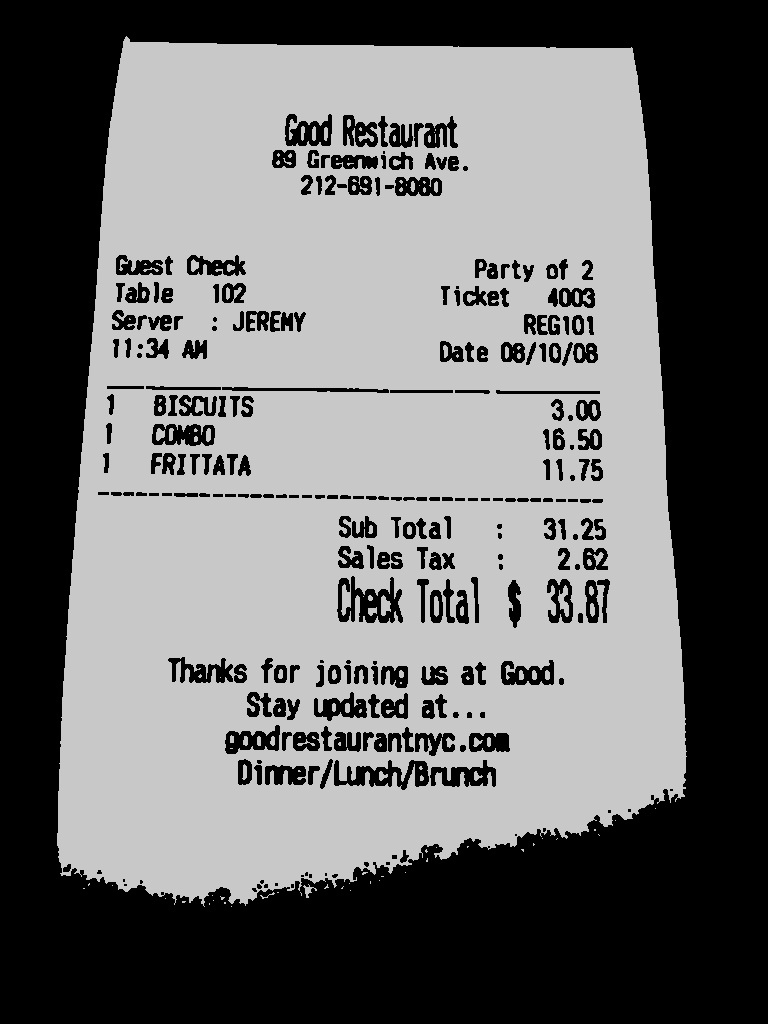 Good Restaurant
89 Greenwich Ave.
212-691-8080
Guest Check Party of 2
Table 102 Ticket 4003
Server : JEREMY REG101
11:34 AM Date 08/10/08
1 BISCUITS 3.00
1 COMBO 16.50
1 FRITTATA 11.75
Sub Total : 31.25
Sales Tax : 2.62
Check Total $ 33.87
Thanks for joining us at Good.
Stay updated at...
goodrestaurantnyc.com
Dinner/Lunch/Brunch